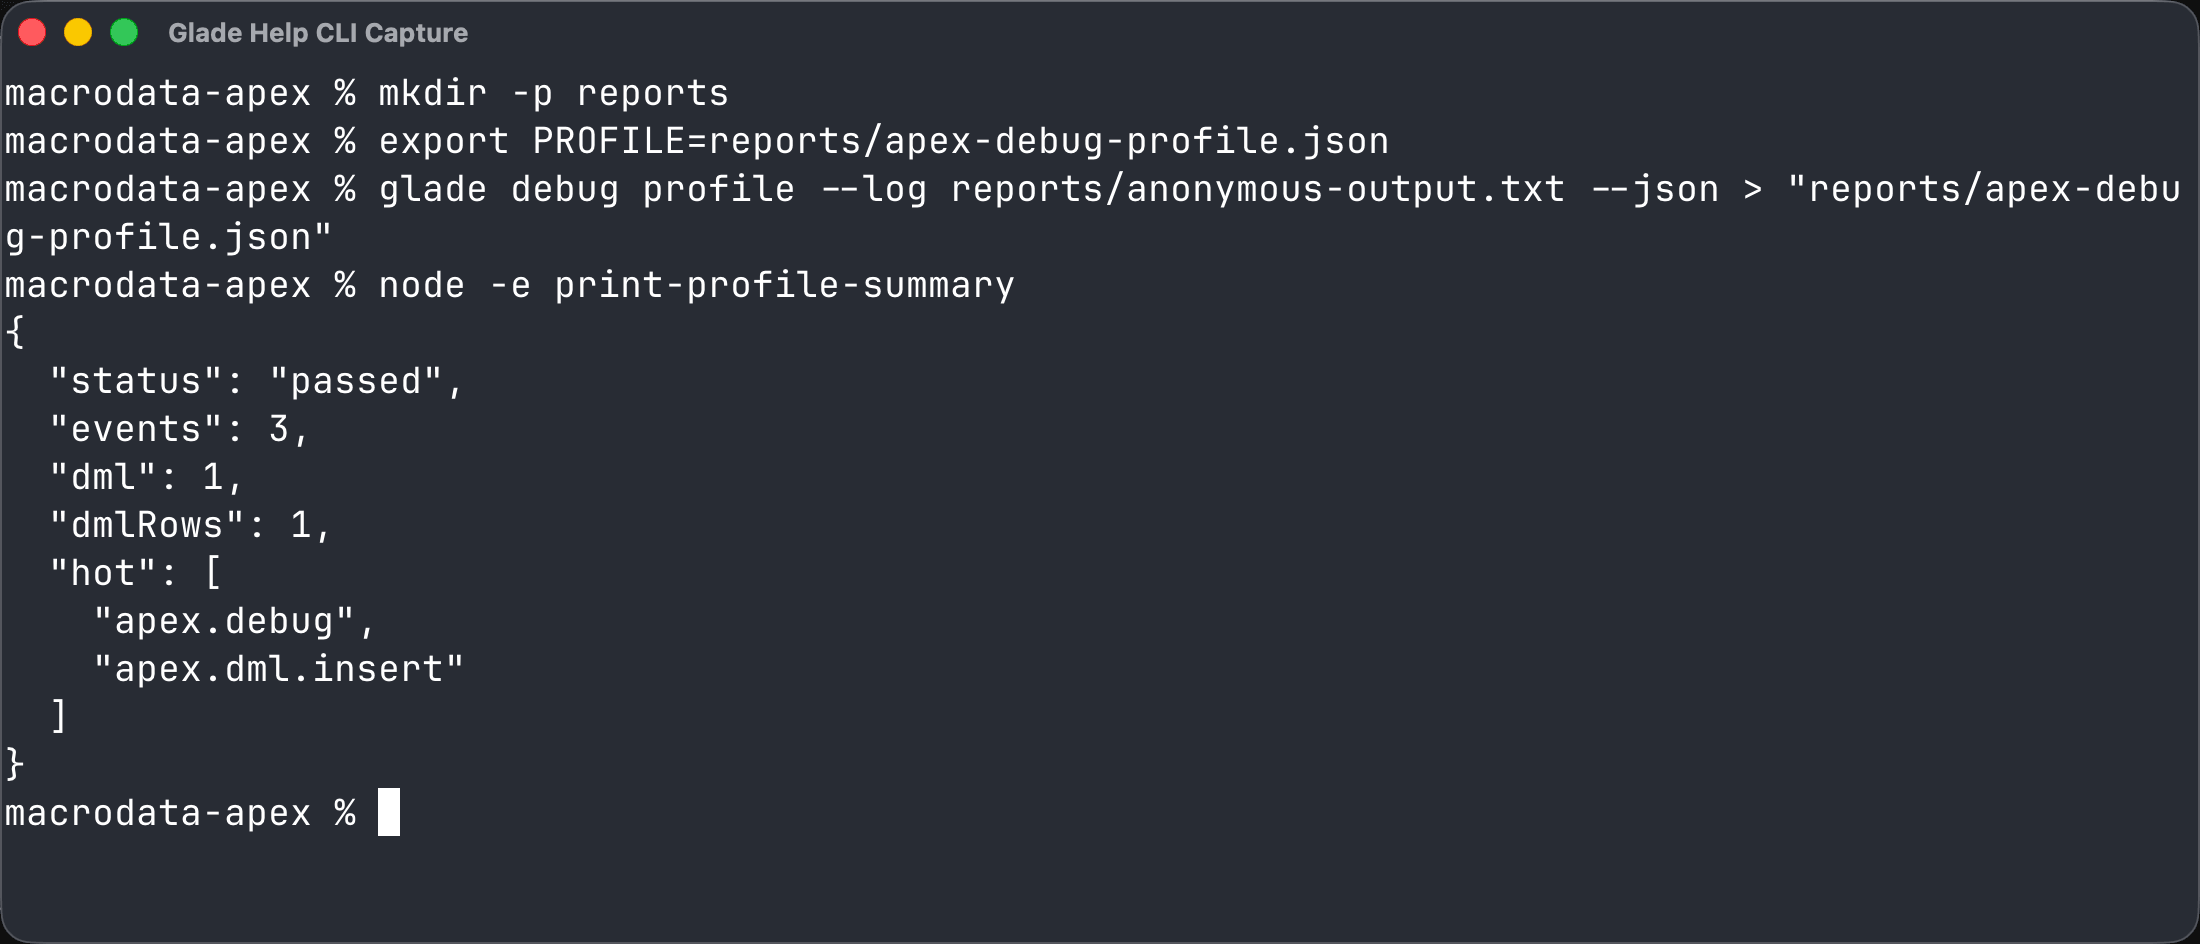 Glade Help CLI Capture
macrodata-apex % mkdir -p reports
macrodata-apex % export PROFILE=reports/apex-debug-profile.json
macrodata-apex % glade debug profile --log reports/anonymous-output.txt --json > "reports/apex-debu
g-profile.json"
macrodata-apex % node -e print-profile-summary
{
  "status": "passed",
  "events": 3,
  "dml": 1,
  "dmlRows": 1,
  "hot": [
    "apex.debug",
    "apex.dml.insert"
  ]
}
macrodata-apex %